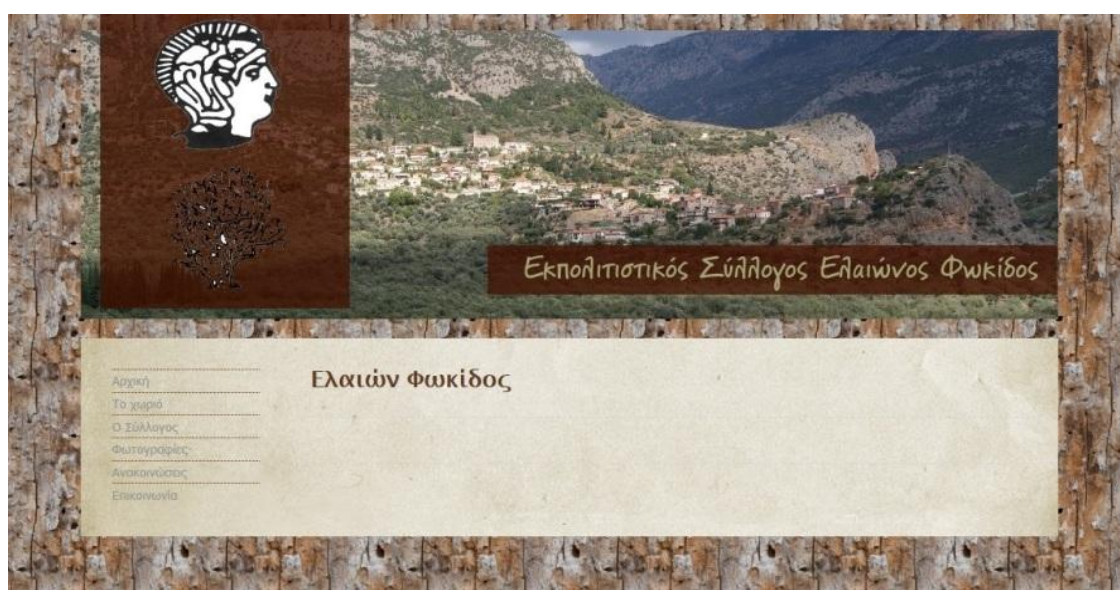 Εκπολιτιστικός Σύλλογος Ελαιώνος Φωκίδος
Ελαιών Φωκίδος
Αρχική
Το χωριό
Ο Σύλλογος
Φωτογραφίες
Ανακοινώσεις
Επικοινωνία